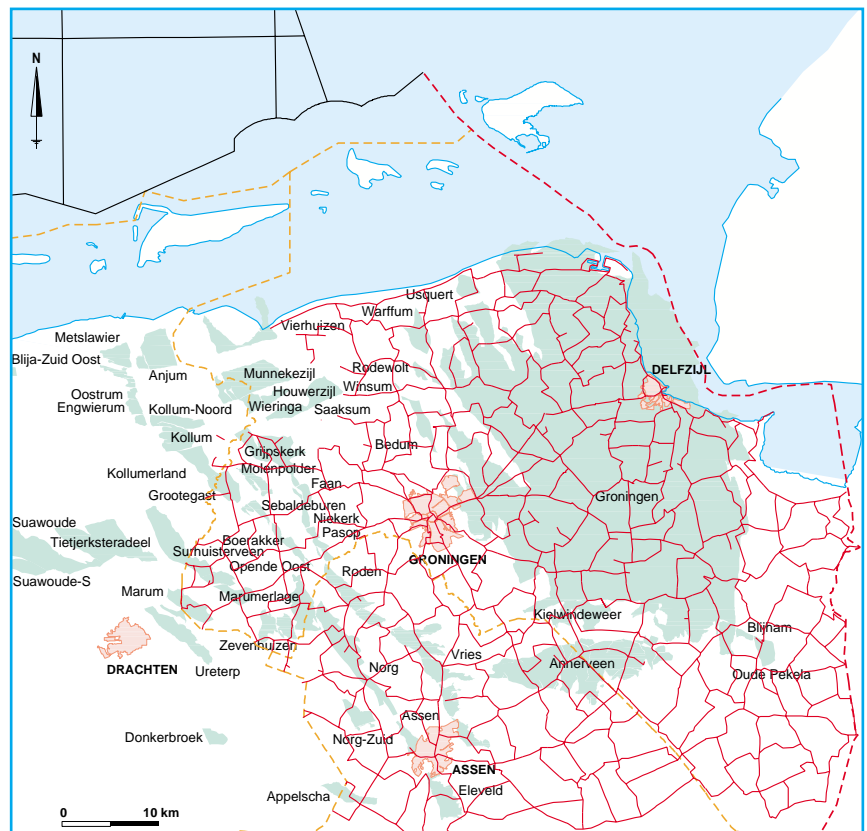 N
Usquert
Warffum
Vierhuizen
Metslawier
Blija-Zuid Oost
Anjum
Munnekezijl
Rodewolt
DELFZIJL
Oostrum
Houwerzijl
Winsum
Engwierum
Kollum-Noord
Wieringa
Saaksum
Kollum
Bedum
Grijpskerk
Kollumerland
Molenpolder
Faan
Grootegast
Groningen
Sebaldeburen
Suawoude
Niekerk
Tietjerksteradeel
Boerakker
Pasop
Surhuisterveen
GRONINGEN
Opende Oost
Roden
Suawoude-S
Marum
Marumerlage
Kielwindeweer
Blijham
Zevenhuizen
Vries
Annerveen
DRACHTEN
Ureterp
Norg
Oude Pekela
Assen
Donkerbroek
Norg-Zuid
ASSEN
Eleveld
Appelscha
0 10 km